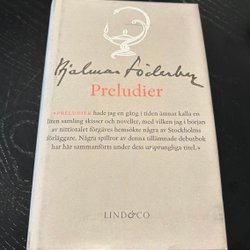 Hjalmar Söderberg
Preludier
»PRELUDIER hade jag en gång i tiden ämnat kalla en
liten samling skisser och noveller, med vilken jag i början
av nittiotalet förgäves hemsökte några av Stockholms
förläggare. Några spillror av denna tillämnade debutbok
har här sammanförts under dess ursprungliga titel.»
LIND&CO